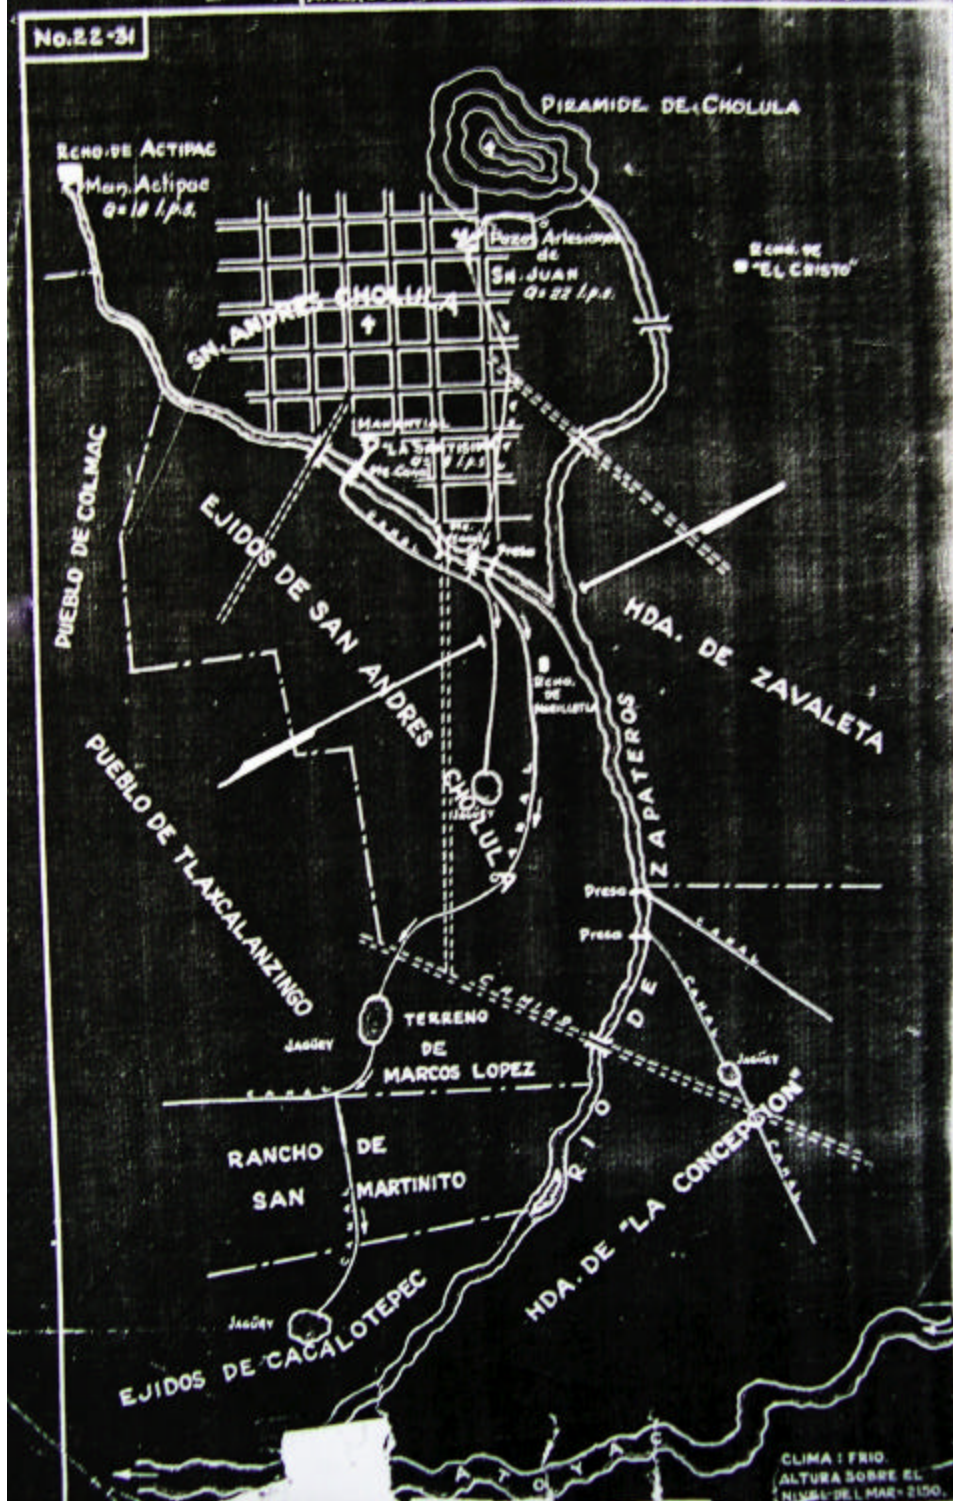 No.22-31
PIRAMIDE DE CHOLULA
RCHO. DE ACTIPAC
Man. Actipac
Q=18 l.p.s.
Pozos Artesianos
de
SN. JUAN
Q=22 l.p.s.
RCHO. DE
"EL CRISTO"
SN. ANDRES CHOLULA
MANANTIAL
PUEBLO DE COLMAC
EJIDOS DE SAN ANDRES
CHOLULA
CANAL
Presa
HDA. DE ZAVALETA
RCHO.
DE
PUEBLO DE TLAXCALANZINGO
JAGÜEY
CANAL
RIO DE ZAPATEROS
Presa
CANAL
Presa
CANAL
CAMINO
JAGÜEY
TERRENO
DE
MARCOS LOPEZ
JAGÜEY
CANAL
CANAL
HDA. DE "LA CONCEPCION"
RANCHO DE
SAN MARTINITO
CANAL
JAGÜEY
EJIDOS DE CACALOTEPEC
ATOYAC
CLIMA: FRIO.
ALTURA SOBRE EL
NIVEL DEL MAR-2150.